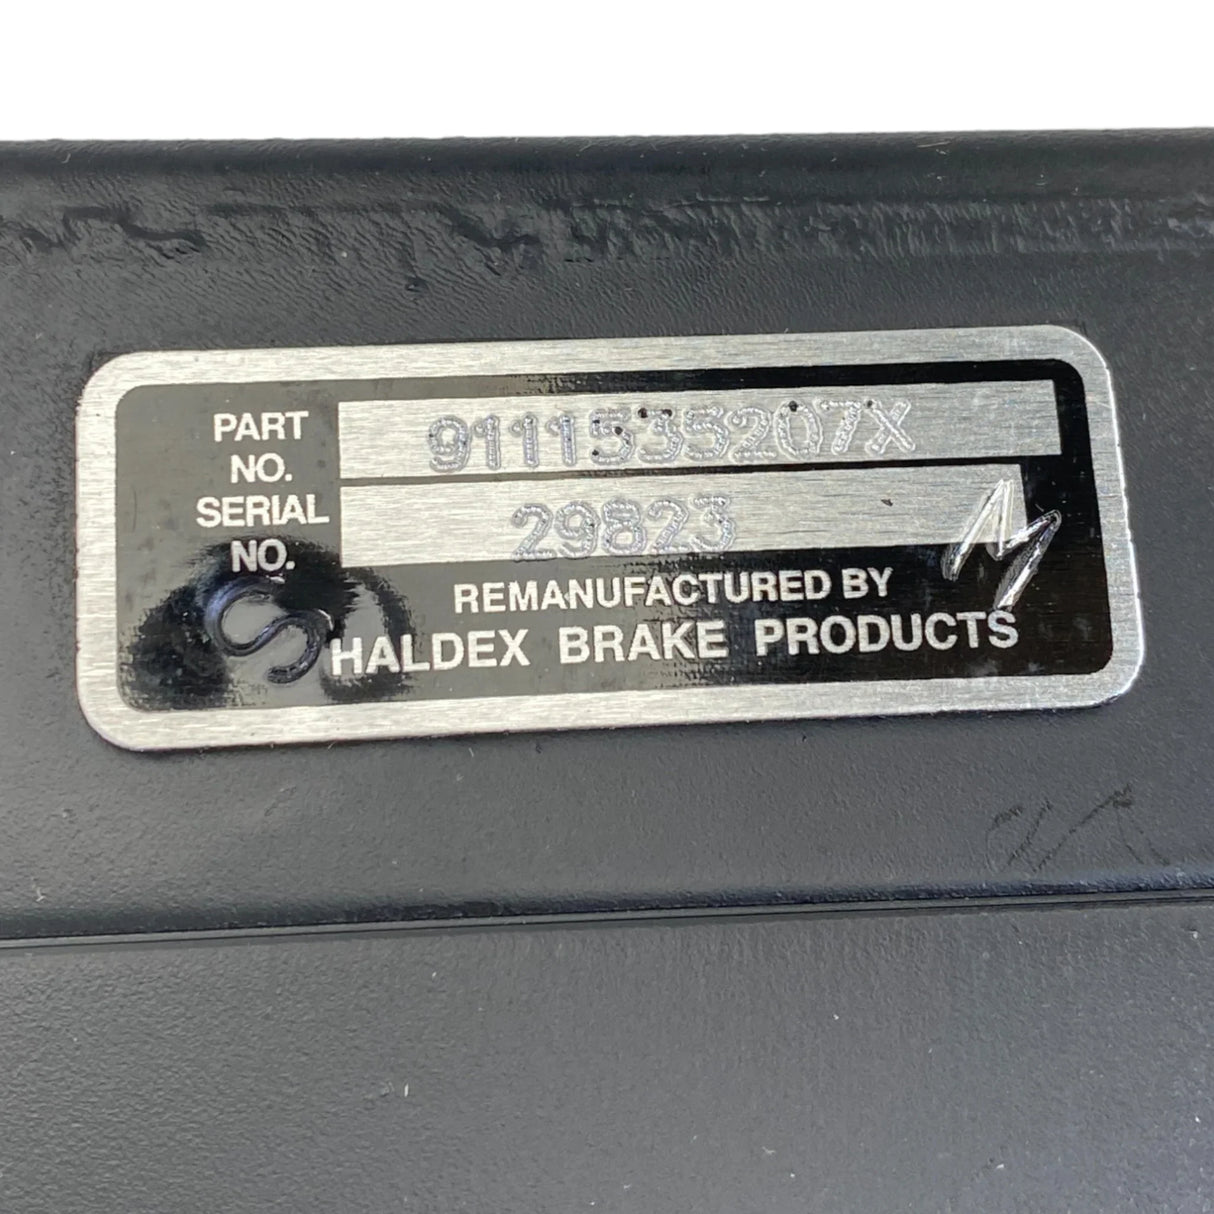 PART NO. 9111535207X
SERIAL NO. 29823
M
REMANUFACTURED BY
S
HALDEX BRAKE PRODUCTS